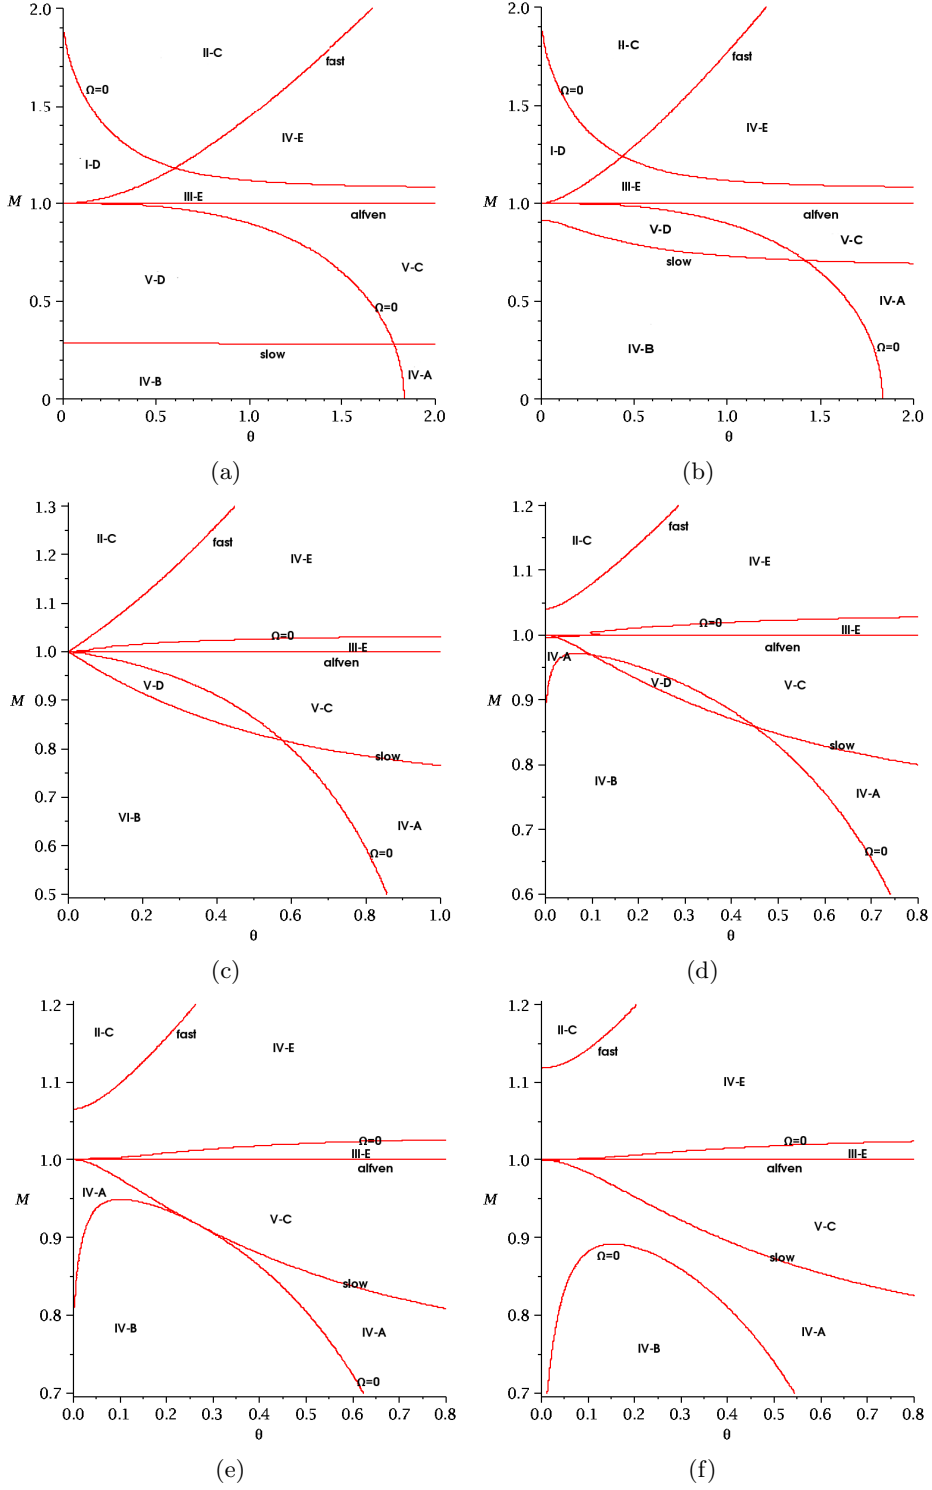 2.0
II-C
fast
Ω=0
1.5
IV-E
I-D
III-E
M
1.0
alfven
V-C
V-D
Ω=0
0.5
slow
IV-A
IV-B
0
0 0.5 1.0 1.5 2.0
θ
(a)
2.0
II-C
fast
Ω=0
1.5
IV-E
I-D
III-E
M
1.0
alfven
V-D
V-C
slow
IV-A
0.5
IV-B
Ω=0
0
0.0 0.5 1.0 1.5 2.0
θ
(b)
1.3
II-C
fast
1.2
IV-E
1.1
Ω=0
III-E
1.0
alfven
V-D
M
0.9
V-C
0.8
slow
0.7
VI-B
IV-A
0.6
Ω=0
0.5
0.0 0.2 0.4 0.6 0.8 1.0
θ
(c)
1.2
fast
II-C
IV-E
1.1
Ω=0
III-E
1.0
alfven
IV-A
V-D
V-C
M
0.9
slow
0.8
IV-B
IV-A
0.7
Ω=0
0.6
0.0 0.1 0.2 0.3 0.4 0.5 0.6 0.7 0.8
θ
(d)
1.2
II-C
fast
IV-E
1.1
Ω=0
III-E
1.0
alfven
IV-A
M
V-C
0.9
slow
0.8
IV-B
IV-A
Ω=0
0.7
0.0 0.1 0.2 0.3 0.4 0.5 0.6 0.7 0.8
θ
(e)
1.2
II-C
fast
IV-E
1.1
Ω=0
III-E
1.0
alfven
M
V-C
0.9
Ω=0
slow
0.8
IV-A
IV-B
0.7
0.0 0.1 0.2 0.3 0.4 0.5 0.6 0.7 0.8
θ
(f)